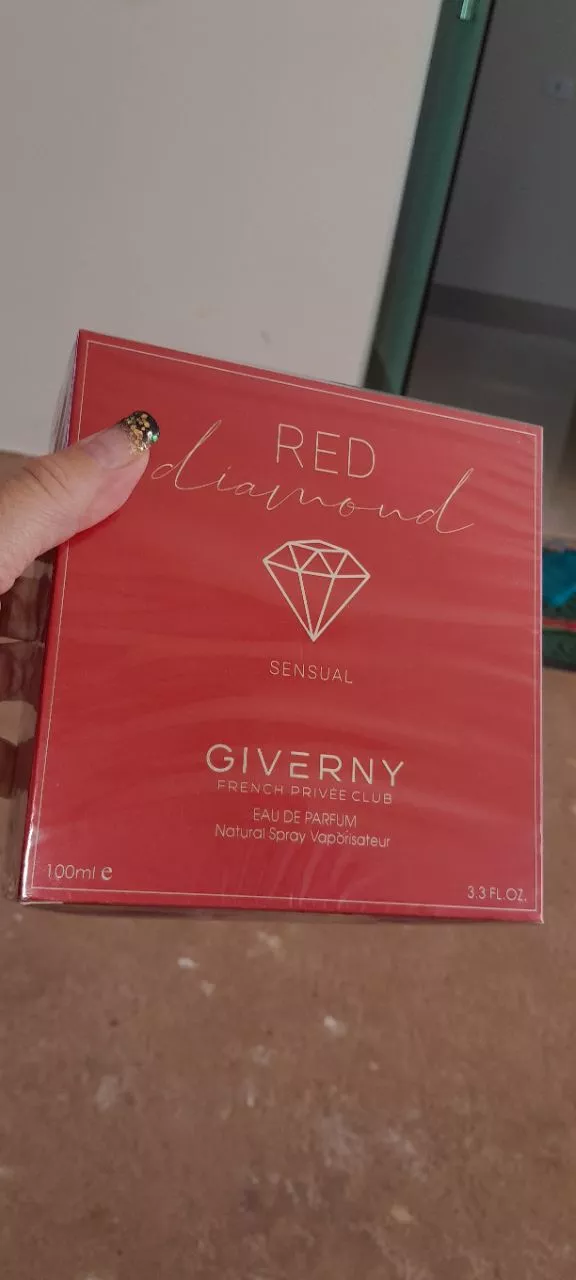 RED
diamond
SENSUAL
GIVERNY
FRENCH PRIVÉE CLUB
EAU DE PARFUM
Natural Spray Vaporisateur
100ml e
3.3 FL.OZ.